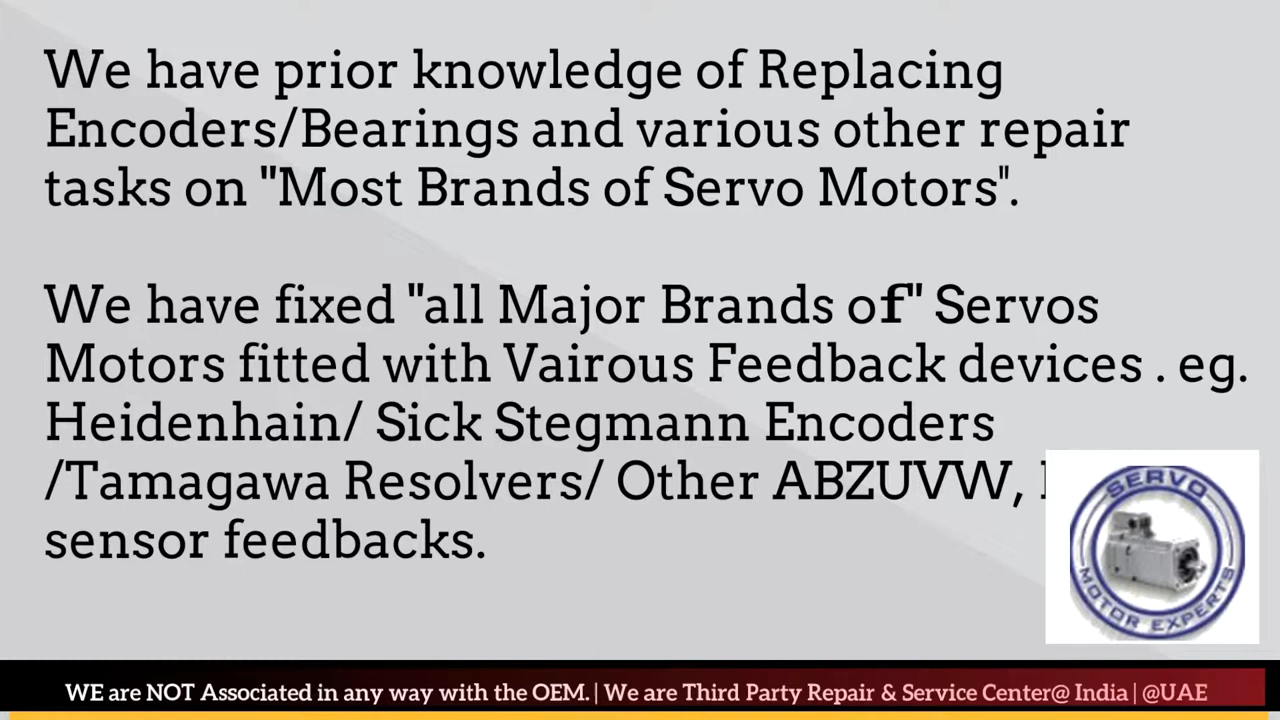 We have prior knowledge of Replacing
Encoders/Bearings and various other repair
tasks on "Most Brands of Servo Motors".
We have fixed "all Major Brands of" Servos
Motors fitted with Vairous Feedback devices . eg.
Heidenhain/ Sick Stegmann Encoders
/Tamagawa Resolvers/ Other ABZUVW,
sensor feedbacks.
SERVO
MOTOR EXPERTS
WE are NOT Associated in any way with the OEM. | We are Third Party Repair & Service Center@ India | @UAE